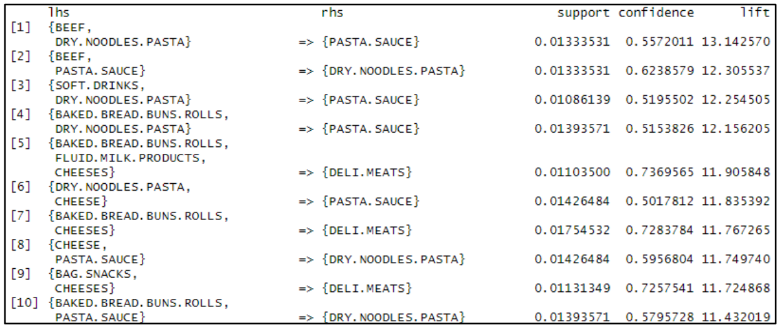 lhs rhs support confidence lift
[1] {BEEF,
DRY.NOODLES.PASTA} => {PASTA.SAUCE} 0.01333531 0.5572011 13.142570
[2] {BEEF,
PASTA.SAUCE} => {DRY.NOODLES.PASTA} 0.01333531 0.6238579 12.305537
[3] {SOFT.DRINKS,
DRY.NOODLES.PASTA} => {PASTA.SAUCE} 0.01086139 0.5195502 12.254505
[4] {BAKED.BREAD.BUNS.ROLLS,
DRY.NOODLES.PASTA} => {PASTA.SAUCE} 0.01393571 0.5153826 12.156205
[5] {BAKED.BREAD.BUNS.ROLLS,
FLUID.MILK.PRODUCTS,
CHEESES} => {DELI.MEATS} 0.01103500 0.7369565 11.905848
[6] {DRY.NOODLES.PASTA,
CHEESE} => {PASTA.SAUCE} 0.01426484 0.5017812 11.835392
[7] {BAKED.BREAD.BUNS.ROLLS,
CHEESES} => {DELI.MEATS} 0.01754532 0.7283784 11.767265
[8] {CHEESE,
PASTA.SAUCE} => {DRY.NOODLES.PASTA} 0.01426484 0.5956804 11.749740
[9] {BAG.SNACKS,
CHEESES} => {DELI.MEATS} 0.01131349 0.7257541 11.724868
[10] {BAKED.BREAD.BUNS.ROLLS,
PASTA.SAUCE} => {DRY.NOODLES.PASTA} 0.01393571 0.5795728 11.432019